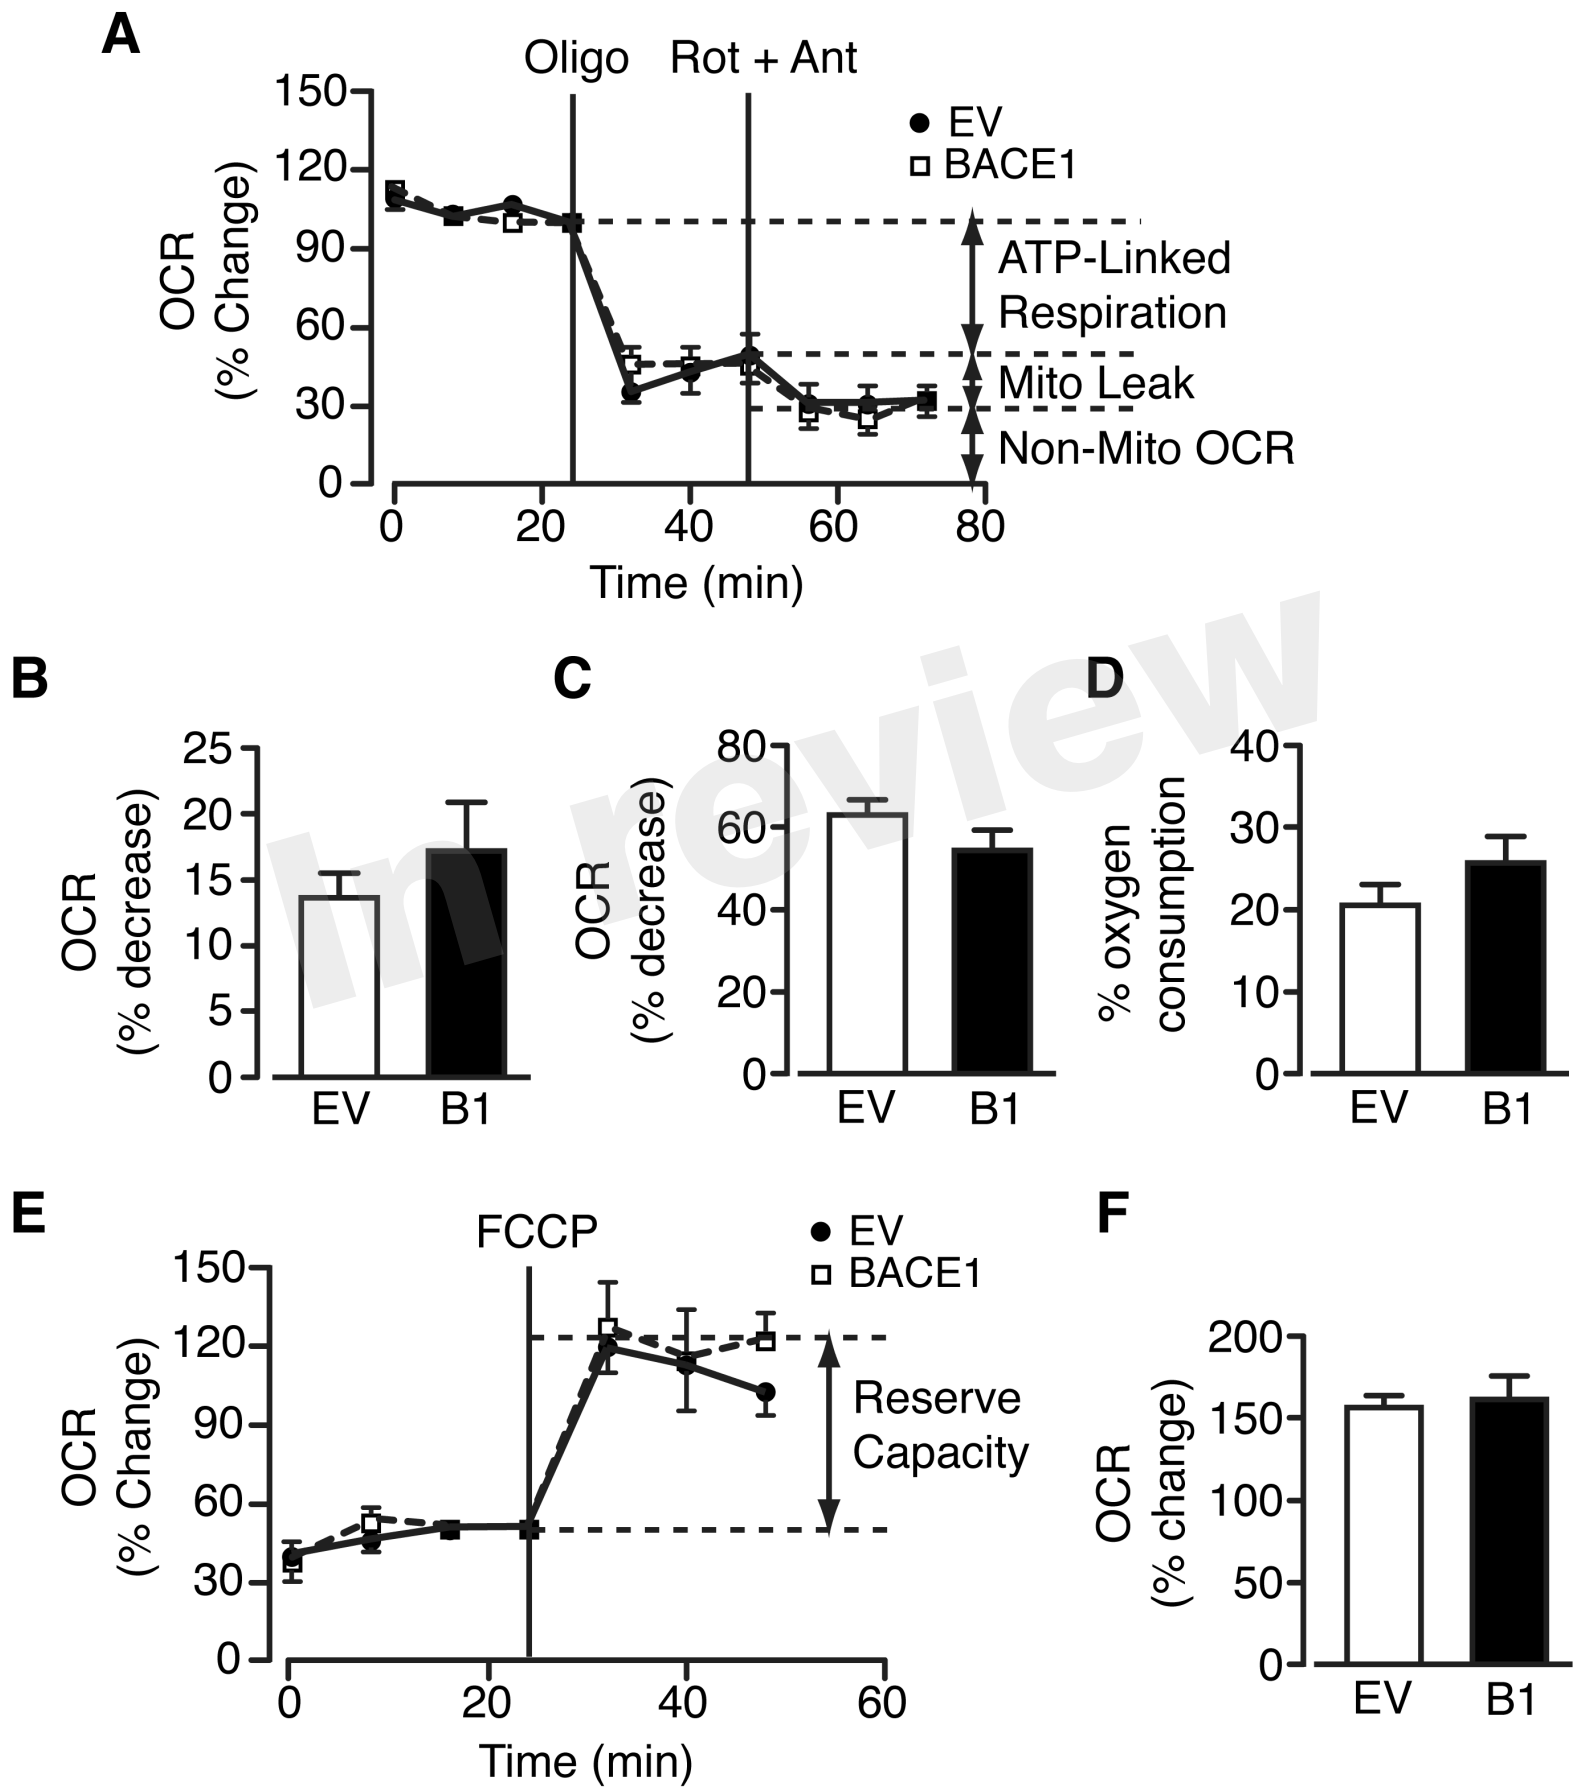 A
Oligo
Rot + Ant
150
120
90
60
30
0
OCR
(% Change)
EV
BACE1
ATP-Linked
Respiration
Mito Leak
Non-Mito OCR
0
20
40
60
80
Time (min)
In review
B
25
20
15
10
5
0
OCR
(% decrease)
EV
B1
C
80
60
40
20
0
OCR
(% decrease)
EV
B1
D
40
30
20
10
0
% oxygen
consumption
EV
B1
E
FCCP
EV
BACE1
150
120
90
60
30
0
OCR
(% Change)
Reserve
Capacity
0
20
40
60
Time (min)
F
200
150
100
50
0
OCR
(% change)
EV
B1